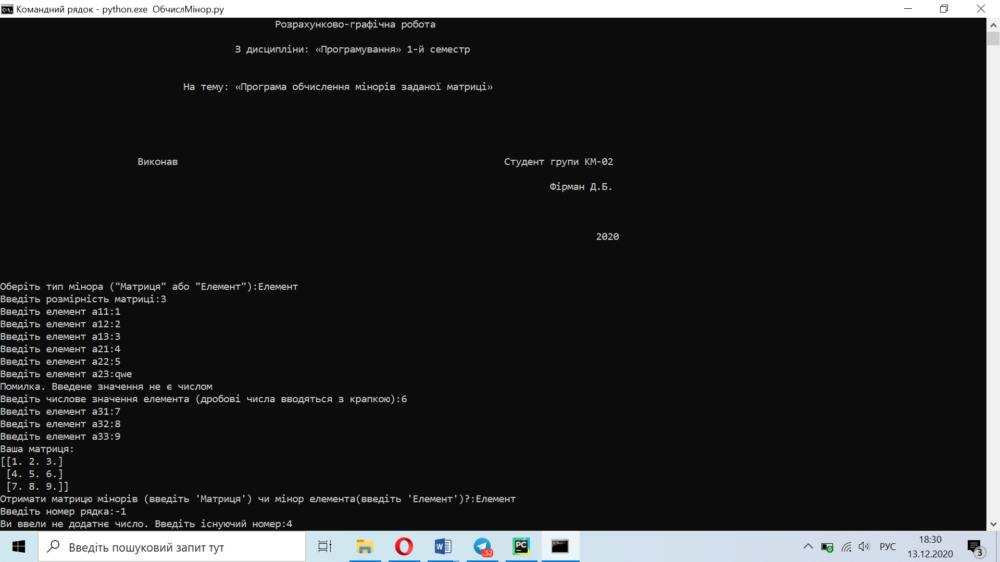 Командний рядок - python.exe  ОбчислМінор.py
Розрахунково-графічна робота
З дисципліни: «Програмування» 1-й семестр
На тему: «Програма обчислення мінорів заданої матриці»
Виконав Студент групи КМ-02
Фірман Д.Б.
2020
Оберіть тип мінора ("Матриця" або "Елемент"):Елемент
Введіть розмірність матриці:3
Введіть елемент a11:1
Введіть елемент a12:2
Введіть елемент a13:3
Введіть елемент a21:4
Введіть елемент a22:5
Введіть елемент a23:qwe
Помилка. Введене значення не є числом
Введіть числове значення елемента (дробові числа вводяться з крапкою):6
Введіть елемент a31:7
Введіть елемент a32:8
Введіть елемент a33:9
Ваша матриця:
[[1. 2. 3.]
 [4. 5. 6.]
 [7. 8. 9.]]
Отримати матрицю мінорів (введіть 'Матриця') чи мінор елемента(введіть 'Елемент')?:Елемент
Введіть номер рядка:-1
Ви ввели не додатнє число. Введіть існуючий номер:4
Введіть пошуковий запит тут
W
..52
PC
C:\.
РУС
18:30
13.12.2020
3